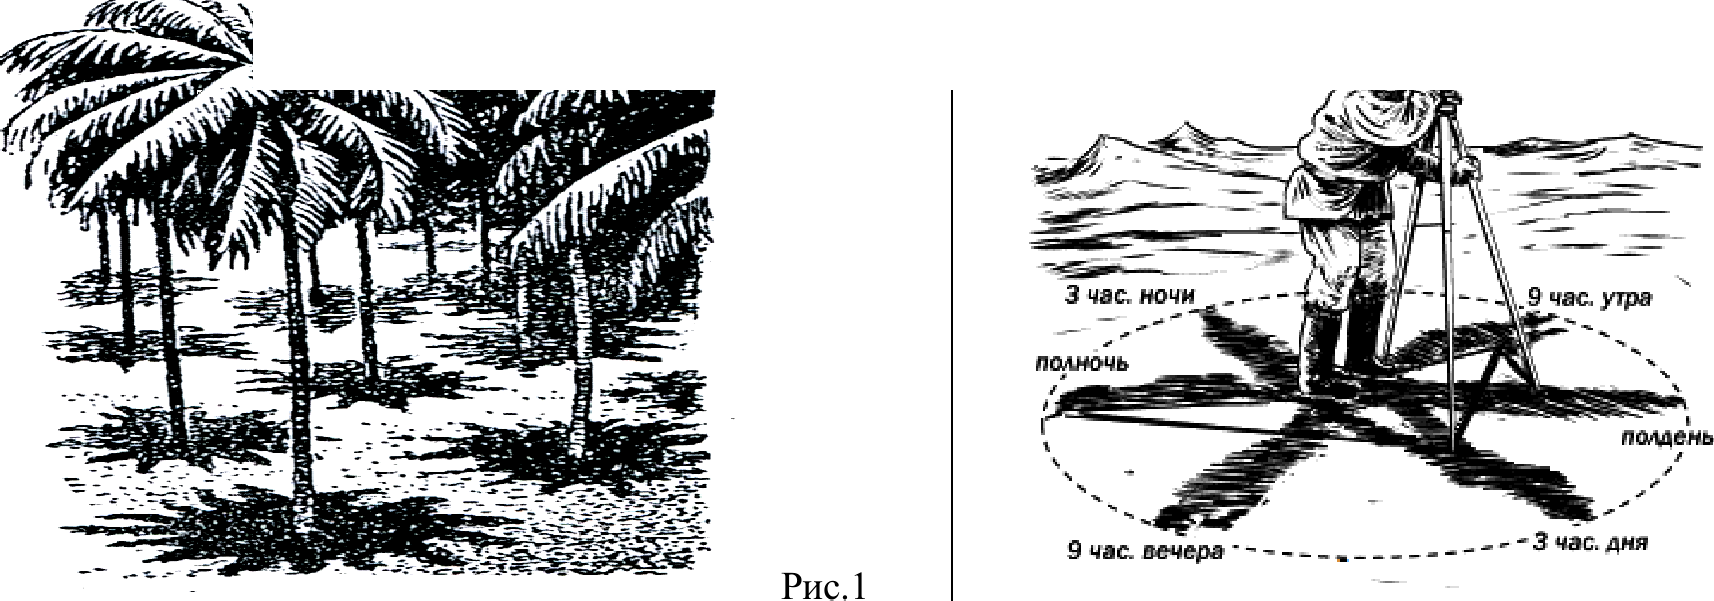 3 час. ночи
9 час. утра
полночь
полдень
9 час. вечера
3 час. дня
Рис.1